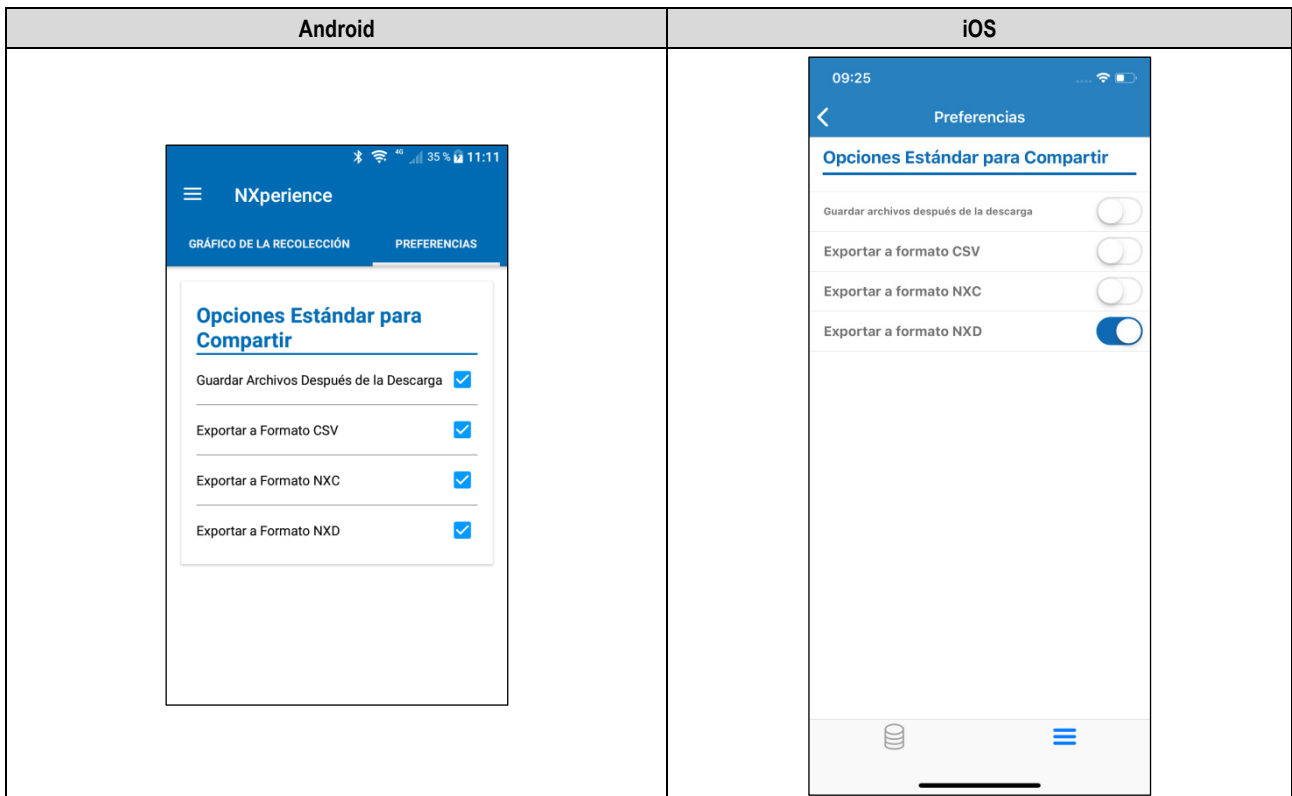 Android
iOS
35 % 11:11
NXperience
GRÁFICO DE LA RECOLECCIÓN PREFERENCIAS
Opciones Estándar para
Compartir
Guardar Archivos Después de la Descarga
Exportar a Formato CSV
Exportar a Formato NXC
Exportar a Formato NXD
09:25
Preferencias
Opciones Estándar para Compartir
Guardar archivos después de la descarga
Exportar a formato CSV
Exportar a formato NXC
Exportar a formato NXD